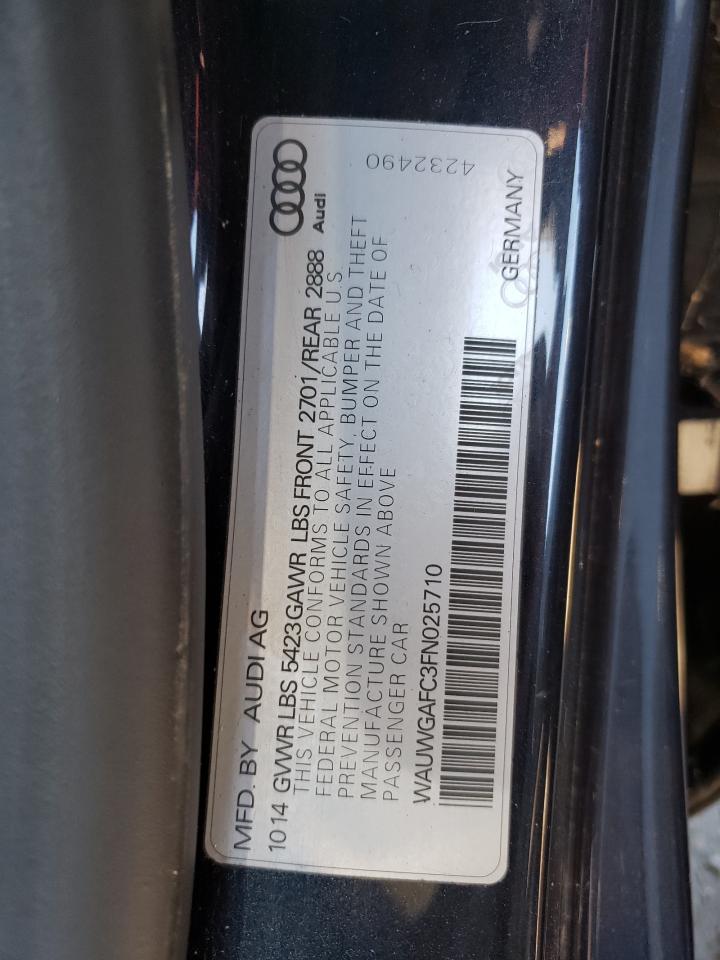 MFD. BY AUDI AG
Audi
1014 GVWR LBS 5423 GAWR LBS FRONT 2701/REAR 2888
THIS VEHICLE CONFORMS TO ALL APPLICABLE U.S.
FEDERAL MOTOR VEHICLE SAFETY, BUMPER AND THEFT
PREVENTION STANDARDS IN EFFECT ON THE DATE OF
MANUFACTURE SHOWN ABOVE
PASSENGER CAR
4232490
WAUWGAFC3FN025710
GERMANY